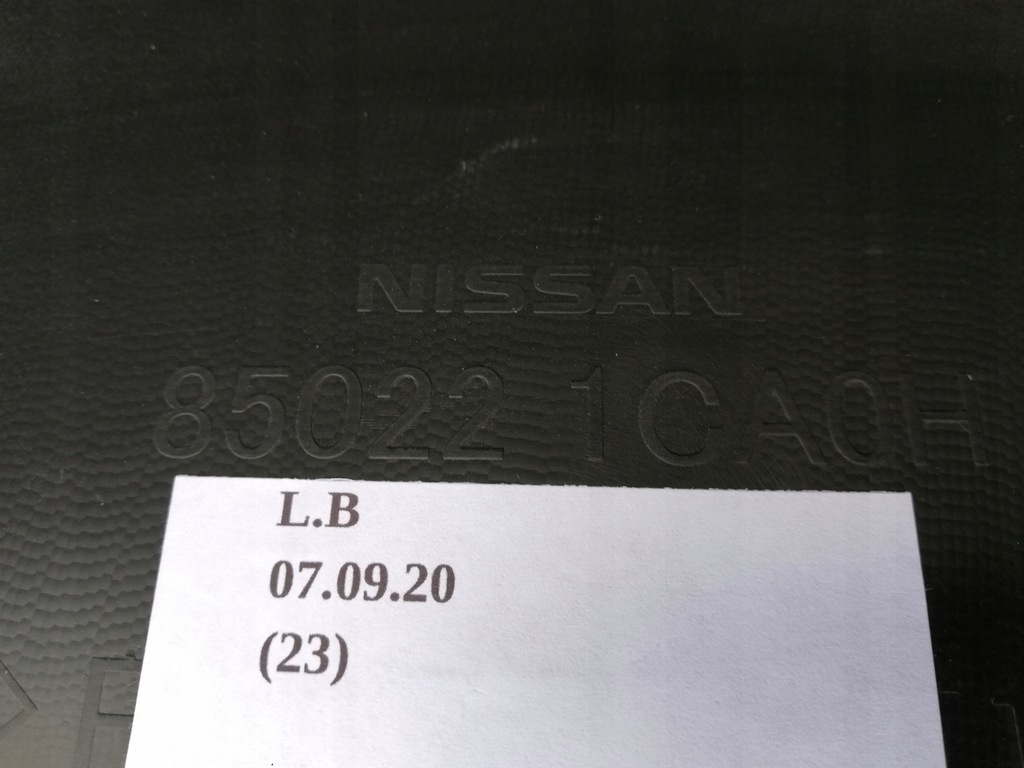 NISSAN
85022 1CA0H
L.B
07.09.20
(23)